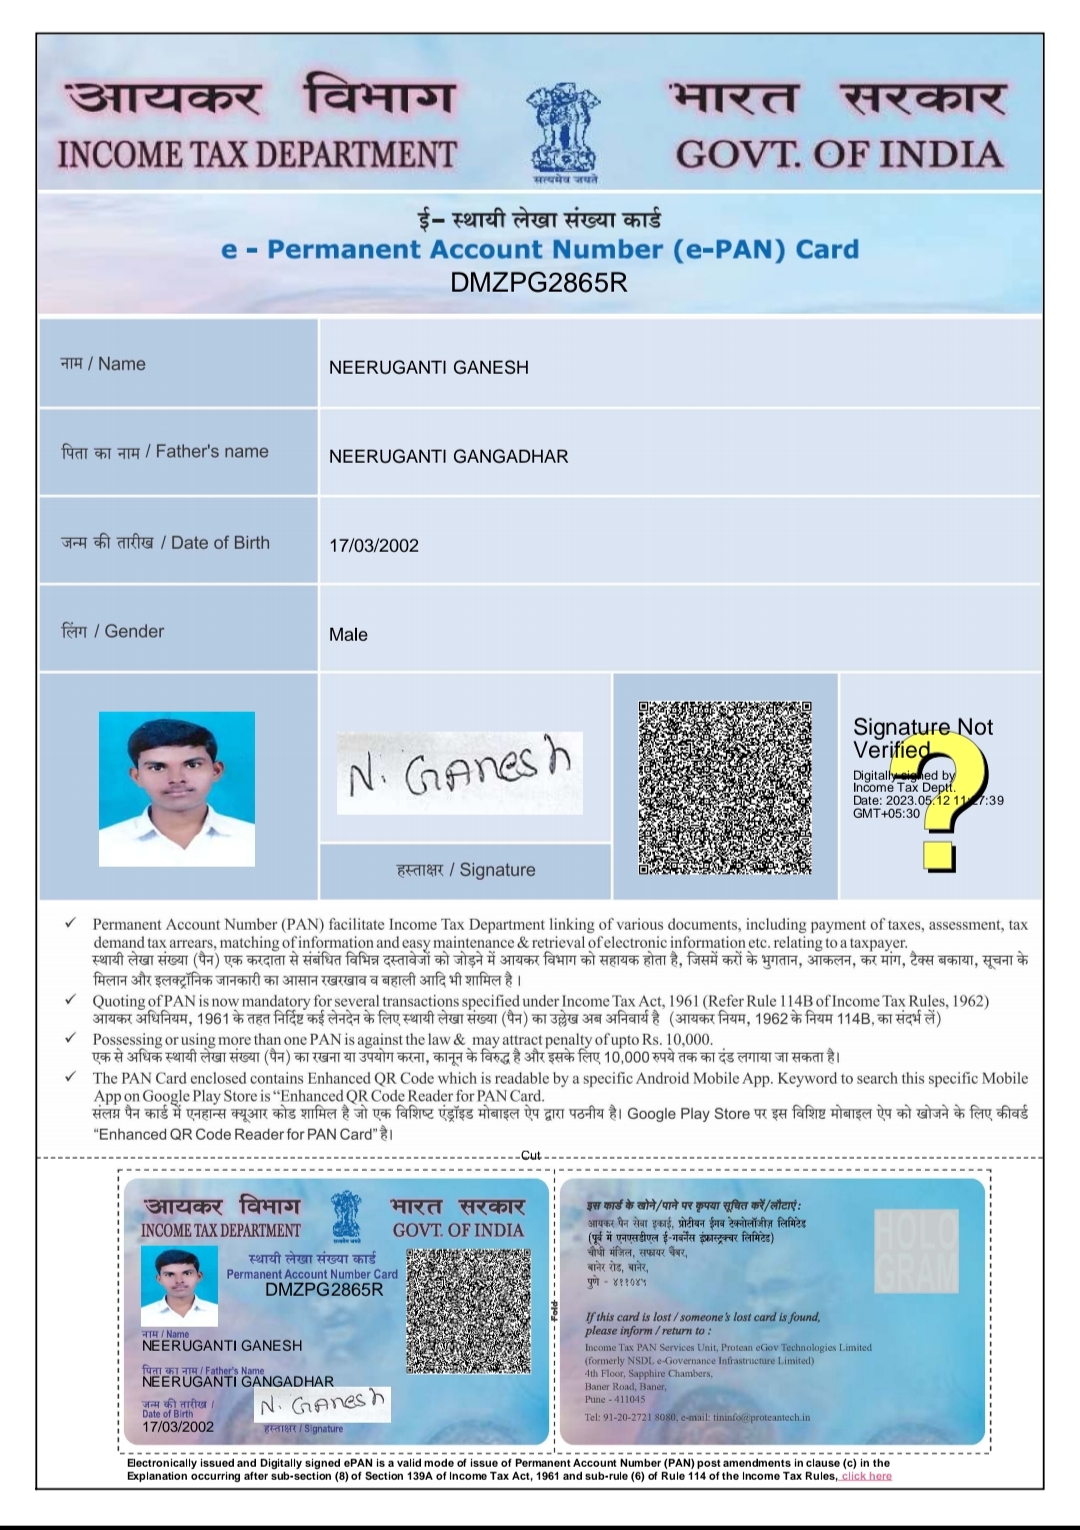 आयकर विभाग
INCOME TAX DEPARTMENT
सत्यमेव जयते
भारत सरकार
GOVT. OF INDIA
ई– स्थायी लेखा संख्या कार्ड
e - Permanent Account Number (e-PAN) Card
DMZPG2865R
नाम / Name
NEERUGANTI GANESH
पिता का नाम / Father's name
NEERUGANTI GANGADHAR
जन्म की तारीख / Date of Birth
17/03/2002
लिंग / Gender
Male
N. GAnesh
हस्ताक्षर / Signature
Signature Not
Verified
Digitally signed by
Income Tax Deptt.
Date: 2023.05.12 11:27:39
GMT+05:30
✓ Permanent Account Number (PAN) facilitate Income Tax Department linking of various documents, including payment of taxes, assessment, tax
demand tax arrears, matching of information and easy maintenance & retrieval of electronic information etc. relating to a taxpayer.
स्थायी लेखा संख्या (पैन) एक करदाता से संबंधित विभिन्न दस्तावेजों को जोड़ने में आयकर विभाग को सहायक होता है, जिसमें करों के भुगतान, आकलन, कर मांग, टैक्स बकाया, सूचना के
मिलान और इलक्ट्रॉनिक जानकारी का आसान रखरखाव व बहाली आदि भी शामिल है ।
✓ Quoting of PAN is now mandatory for several transactions specified under Income Tax Act, 1961 (Refer Rule 114B of Income Tax Rules, 1962)
आयकर अधिनियम, 1961 के तहत निर्दिष्ट कई लेनदेन के लिए स्थायी लेखा संख्या (पैन) का उल्लेख अब अनिवार्य है (आयकर नियम, 1962 के नियम 114B, का संदर्भ लें)
✓ Possessing or using more than one PAN is against the law & may attract penalty of upto Rs. 10,000.
एक से अधिक स्थायी लेखा संख्या (पैन) का रखना या उपयोग करना, कानून के विरुद्ध है और इसके लिए 10,000 रुपये तक का दंड लगाया जा सकता है।
✓ The PAN Card enclosed contains Enhanced QR Code which is readable by a specific Android Mobile App. Keyword to search this specific Mobile
App on Google Play Store is “Enhanced QR Code Reader for PAN Card.
संलग्न पैन कार्ड में एनहान्स क्यूआर कोड शामिल है जो एक विशिष्ट एंड्रॉइड मोबाइल ऐप द्वारा पठनीय है। Google Play Store पर इस विशिष्ट मोबाइल ऐप को खोजने के लिए कीवर्ड
“Enhanced QR Code Reader for PAN Card” है।
Cut
आयकर विभाग
INCOME TAX DEPARTMENT
भारत सरकार
GOVT. OF INDIA
स्थायी लेखा संख्या कार्ड
Permanent Account Number Card
DMZPG2865R
नाम / Name
NEERUGANTI GANESH
पिता का नाम / Father's Name
NEERUGANTI GANGADHAR
जन्म की तारीख /
Date of Birth
17/03/2002
N. GAnesh
हस्ताक्षर / Signature
Fold
इस कार्ड के खोने/पाने पर कृपया सूचित करें/लौटाएं :
आयकर पैन सेवा इकाई, प्रोटीयन ईगव टेक्नोलॉजीज़ लिमिटेड
(पूर्व में एनएसडीएल ई-गवर्नेंस इंफ्रास्ट्रक्चर लिमिटेड)
चौथी मंजिल, सफायर चैंबर,
बानेर रोड, बानेर,
पुणे - ४११०४५
HOLO
GRAM
If this card is lost / someone's lost card is found,
please inform / return to :
Income Tax PAN Services Unit, Protean eGov Technologies Limited
(formerly NSDL e-Governance Infrastructure Limited)
4th Floor, Sapphire Chambers,
Baner Road, Baner,
Pune - 411045
Tel: 91-20-2721 8080, e-mail: tininfo@proteantech.in
Electronically issued and Digitally signed ePAN is a valid mode of issue of Permanent Account Number (PAN) post amendments in clause (c) in the
Explanation occurring after sub-section (8) of Section 139A of Income Tax Act, 1961 and sub-rule (6) of Rule 114 of the Income Tax Rules, click here